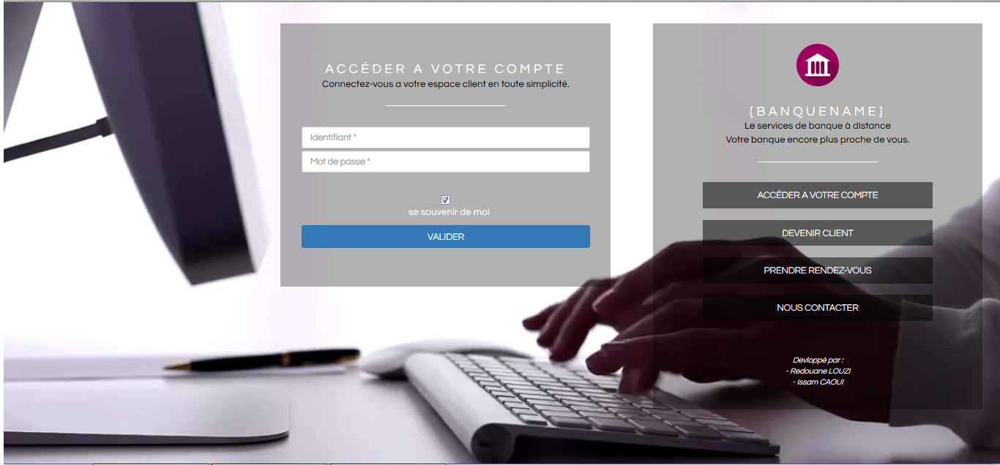 ACCÉDER A VOTRE COMPTE
Connectez-vous a votre espace client en toute simplicité.
Identifiant *
Mot de passe *
se souvenir de moi
VALIDER
[BANQUENAME]
Le services de banque à distance
Votre banque encore plus proche de vous.
ACCÉDER A VOTRE COMPTE
DEVENIR CLIENT
PRENDRE RENDEZ-VOUS
NOUS CONTACTER
Devloppé par :
- Redouane LOUZI
- Issam CAOUI